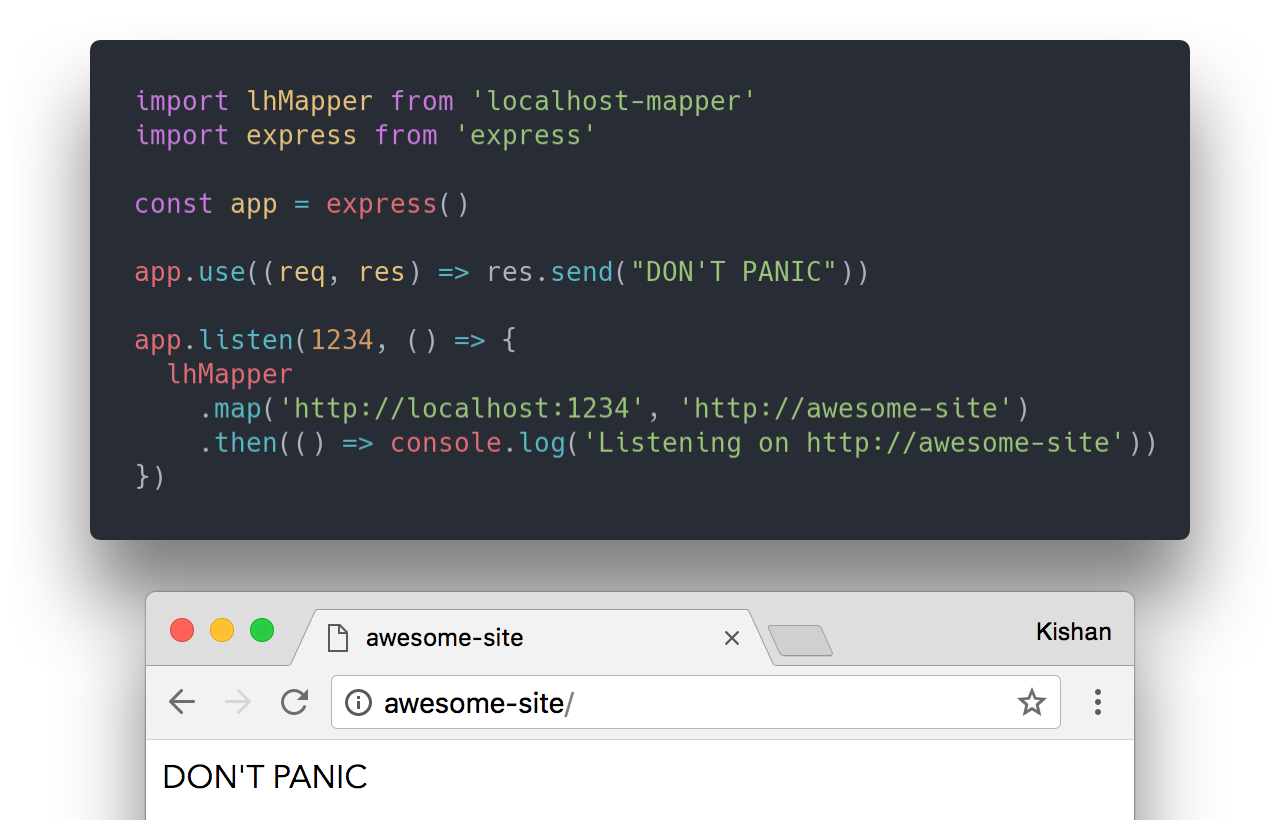 import lhMapper from 'localhost-mapper'
import express from 'express'
const app = express()
app.use((req, res) => res.send("DON'T PANIC"))
app.listen(1234, () => {
  lhMapper
    .map('http://localhost:1234', 'http://awesome-site')
    .then(() => console.log('Listening on http://awesome-site'))
})
awesome-site
Kishan
awesome-site/
DON'T PANIC